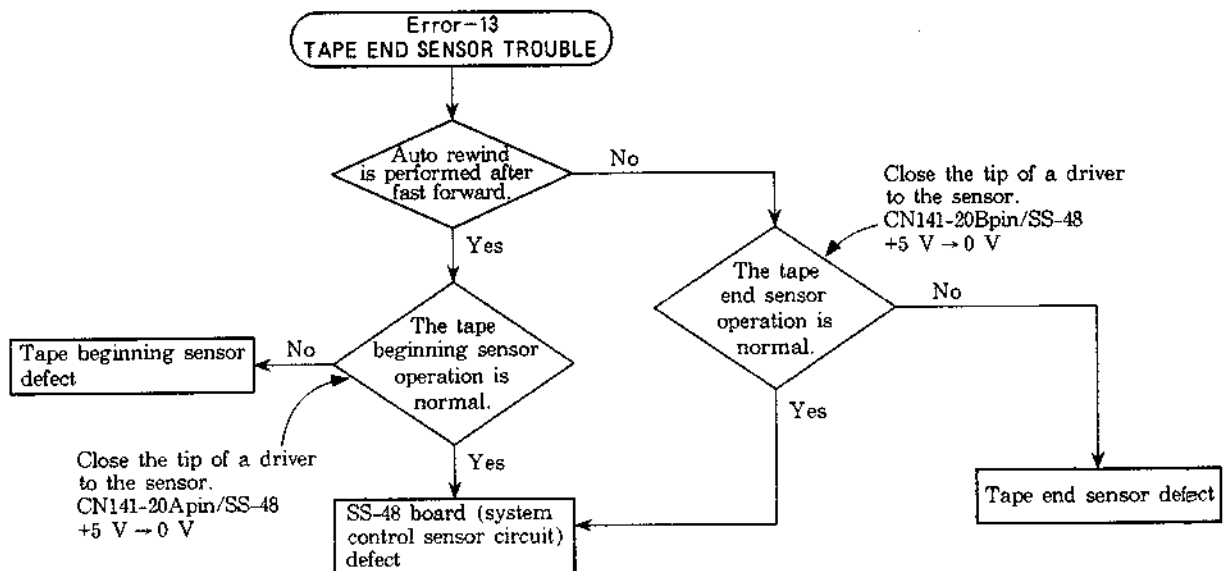 Error-13
TAPE END SENSOR TROUBLE
Auto rewind
is performed after
fast forward.
No
Yes
Close the tip of a driver
to the sensor.
CN141-20Bpin/SS-48
+5 V → 0 V
The tape
end sensor
operation is
normal.
No
Yes
The tape
beginning sensor
operation is
normal.
No
Tape beginning sensor
defect
Yes
Close the tip of a driver
to the sensor.
CN141-20Apin/SS-48
+5 V → 0 V
SS-48 board (system
control sensor circuit)
defect
Tape end sensor defect